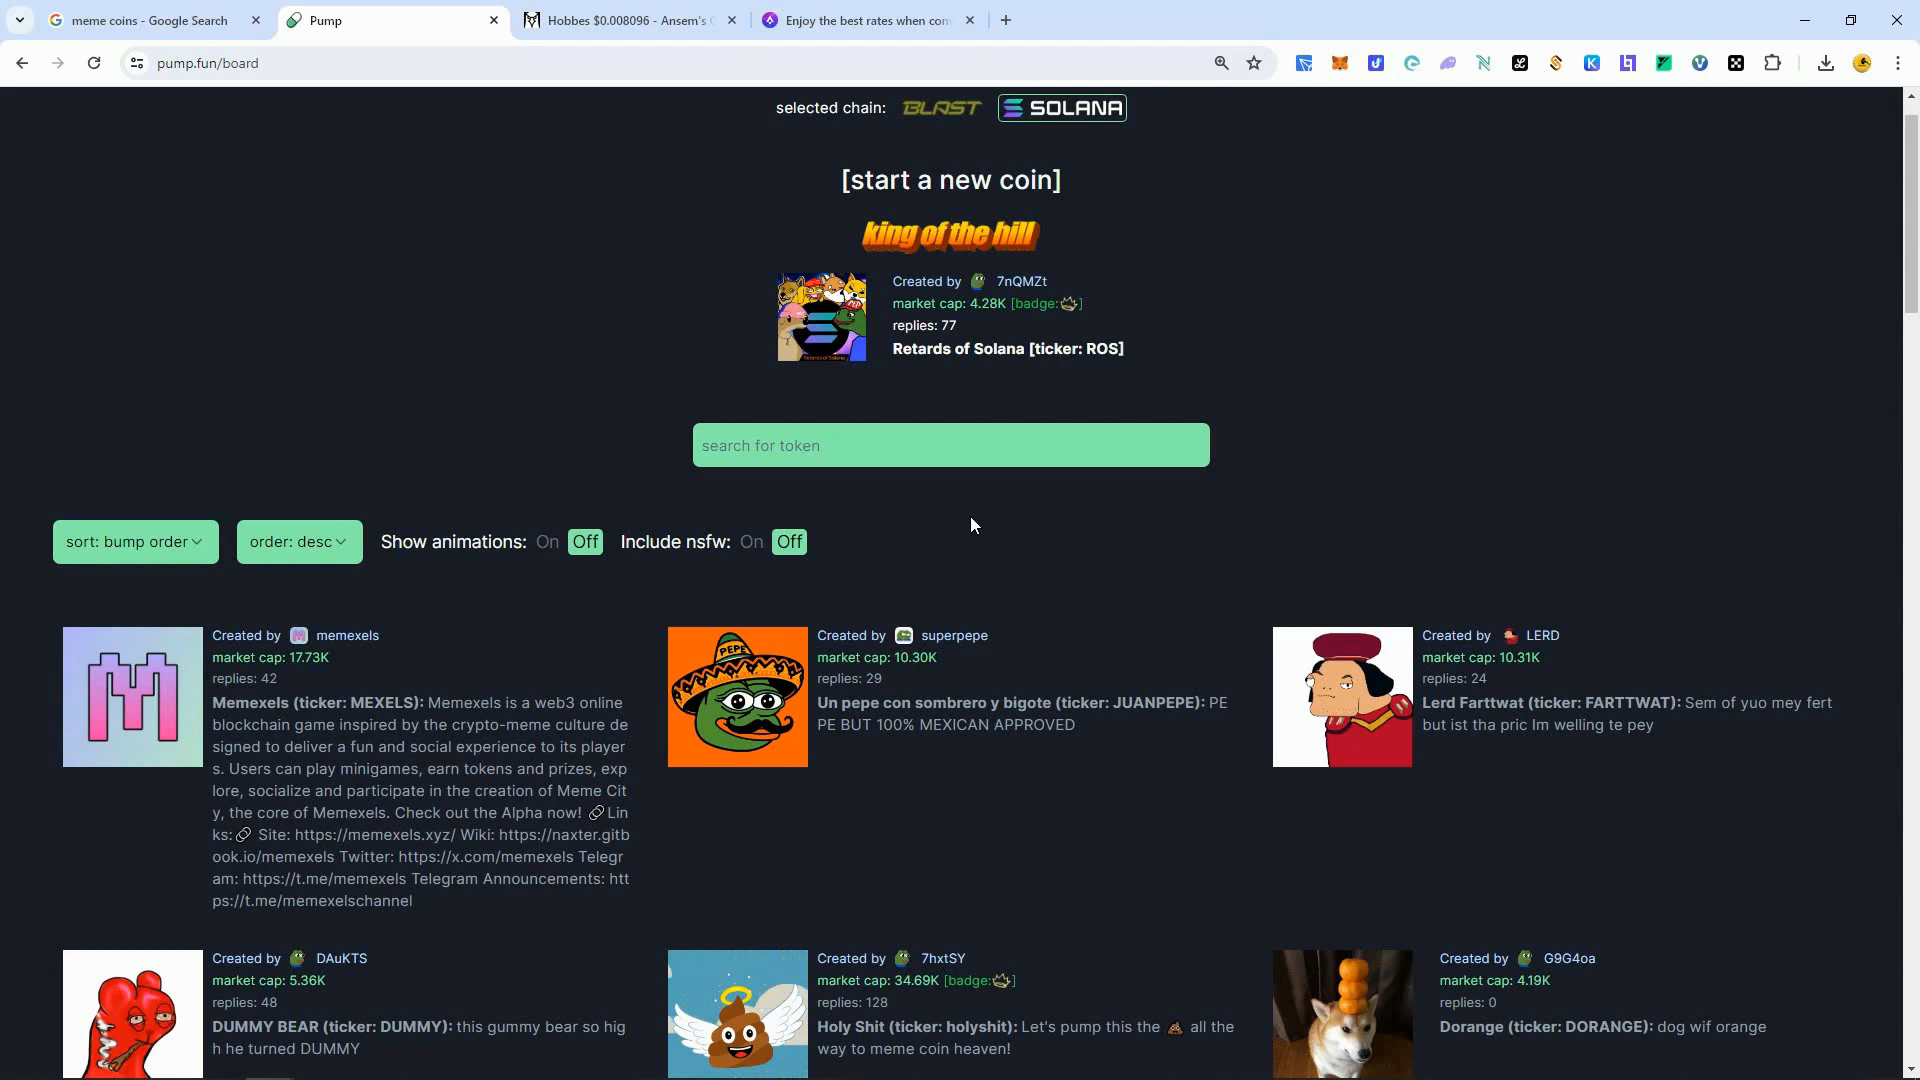 meme coins - Google Search
Pump
Hobbes $0.008096 - Ansem's
Enjoy the best rates when con
pump.fun/board
selected chain: BLAST SOLANA
[start a new coin]
king of the hill
Created by 7nQMZt
market cap: 4.28K [badge: ]
replies: 77
Retards of Solana [ticker: ROS]
search for token
sort: bump order
order: desc
Show animations: On Off
Include nsfw: On Off
Created by memexels
market cap: 17.73K
replies: 42
Memexels (ticker: MEXELS): Memexels is a web3 online
blockchain game inspired by the crypto-meme culture de
signed to deliver a fun and social experience to its player
s. Users can play minigames, earn tokens and prizes, exp
lore, socialize and participate in the creation of Meme Cit
y, the core of Memexels. Check out the Alpha now! 🔗Lin
ks:🔗 Site: https://memexels.xyz/ Wiki: https://naxter.gitb
ook.io/memexels Twitter: https://x.com/memexels Telegr
am: https://t.me/memexels Telegram Announcements: htt
ps://t.me/memexelschannel
PEPE
Created by superpepe
market cap: 10.30K
replies: 29
Un pepe con sombrero y bigote (ticker: JUANPEPE): PE
PE BUT 100% MEXICAN APPROVED
Created by LERD
market cap: 10.31K
replies: 24
Lerd Farttwat (ticker: FARTTWAT): Sem of yuo mey fert
but ist tha pric Im welling te pey
Created by DAuKTS
market cap: 5.36K
replies: 48
DUMMY BEAR (ticker: DUMMY): this gummy bear so hig
h he turned DUMMY
Created by 7hxtSY
market cap: 34.69K [badge: ]
replies: 128
Holy Shit (ticker: holyshit): Let's pump this the 💩 all the
way to meme coin heaven!
Created by G9G4oa
market cap: 4.19K
replies: 0
Dorange (ticker: DORANGE): dog wif orange